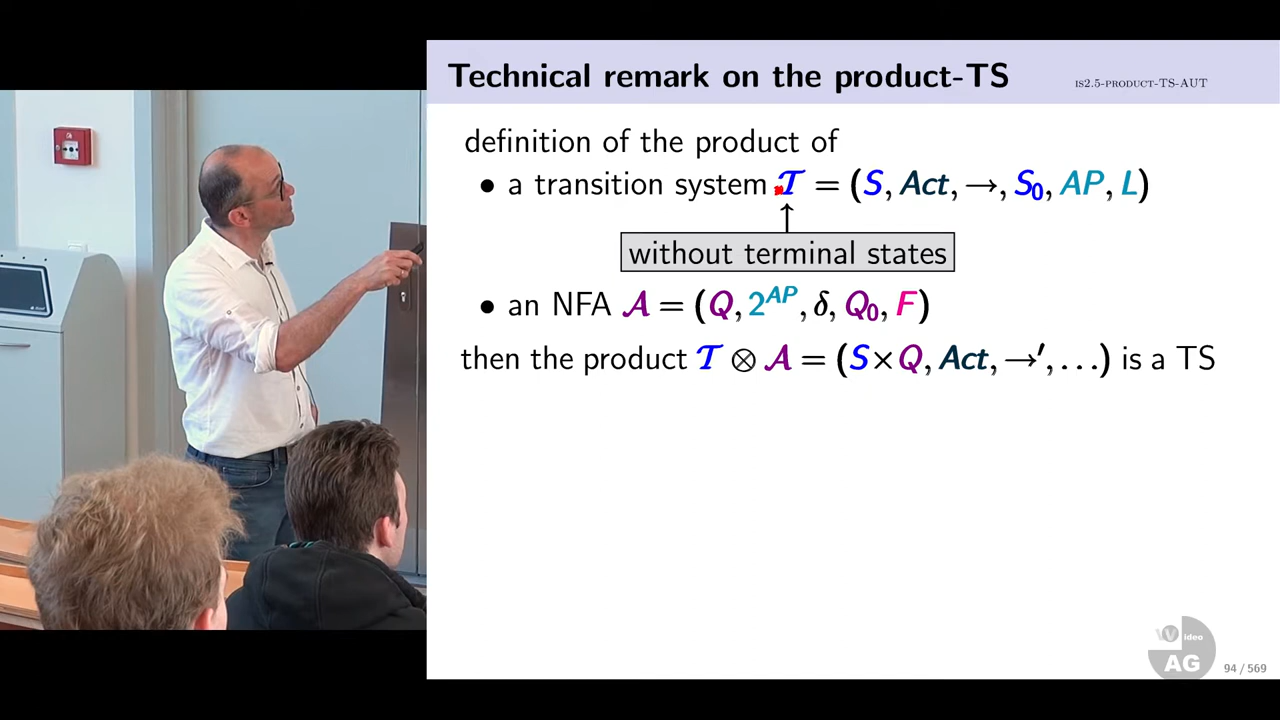 Technical remark on the product-TS IS2.5-PRODUCT-TS-AUT
definition of the product of
• a transition system 𝒯 = (S, Act, →, S₀, AP, L)
without terminal states
• an NFA 𝒜 = (Q, 2^AP, δ, Q₀, F)
then the product 𝒯 ⊗ 𝒜 = (S×Q, Act, →′, ...) is a TS
Video
AG
94 / 569